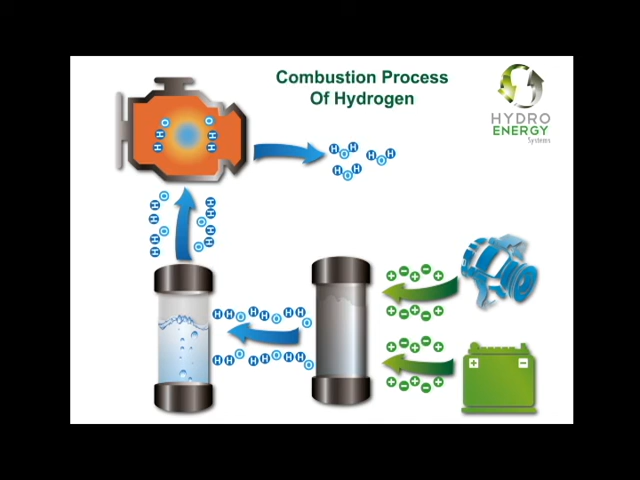 Combustion Process
Of Hydrogen
HYDRO
ENERGY
Systems
H O H O
H H
H O H H O H
H O H
H O H H
H O H H
H H O H H O H H O
H H O H H O H H O